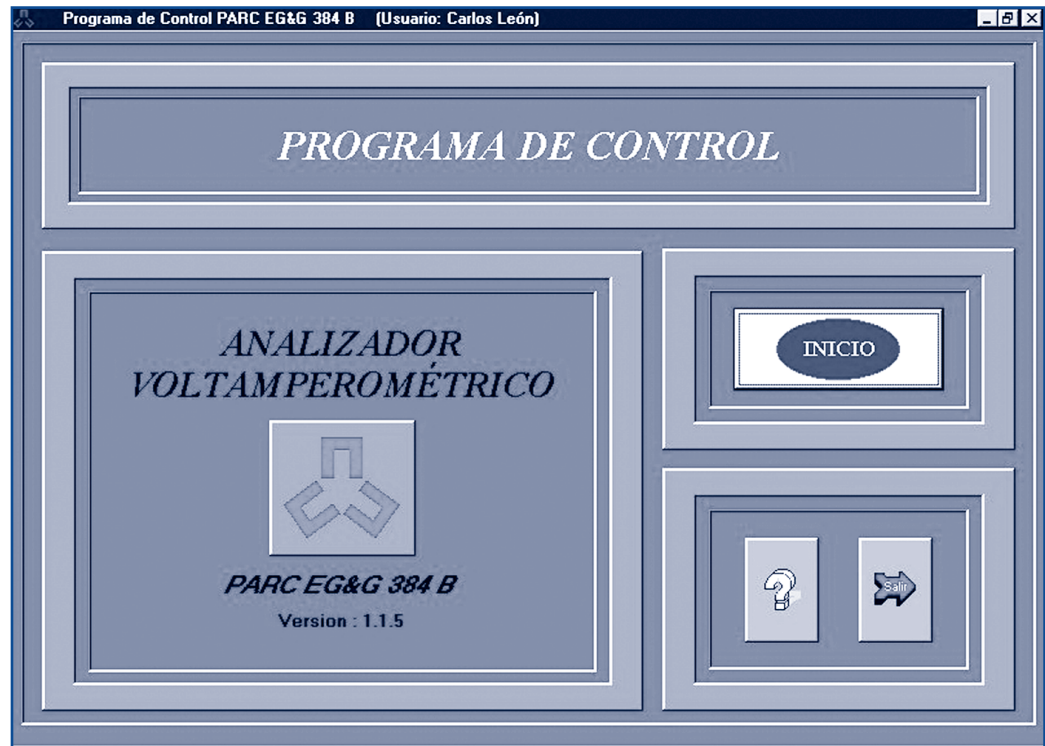 Programa de Control PARC EG&G 384 B (Usuario: Carlos León)
PROGRAMA DE CONTROL
ANALIZADOR
VOLTAMPEROMÉTRICO
PARC EG&G 384 B
Version : 1.1.5
INICIO
Salir